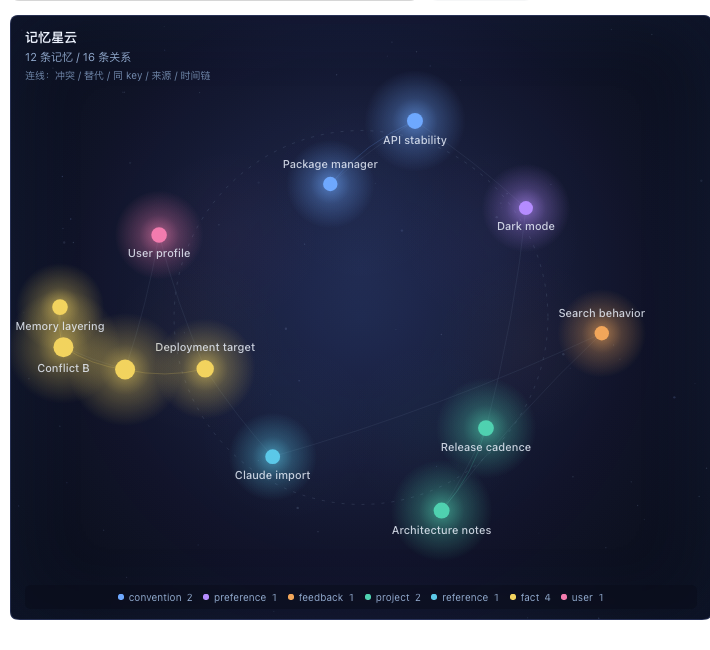 记忆星云
12 条记忆 / 16 条关系
连线: 冲突 / 替代 / 同 key / 来源 / 时间链
API stability
Package manager
Dark mode
User profile
Search behavior
Memory layering
Deployment target
Conflict B
Release cadence
Claude import
Architecture notes
convention 2 preference 1 feedback 1 project 2 reference 1 fact 4 user 1